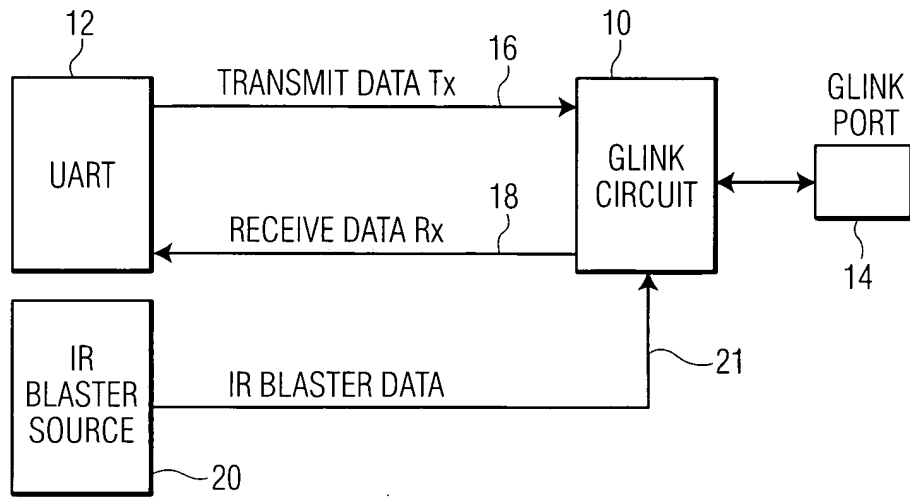 12
TRANSMIT DATA Tx
16
10
GLINK
PORT
UART
GLINK
CIRCUIT
RECEIVE DATA Rx
18
14
IR
BLASTER
SOURCE
IR BLASTER DATA
21
20